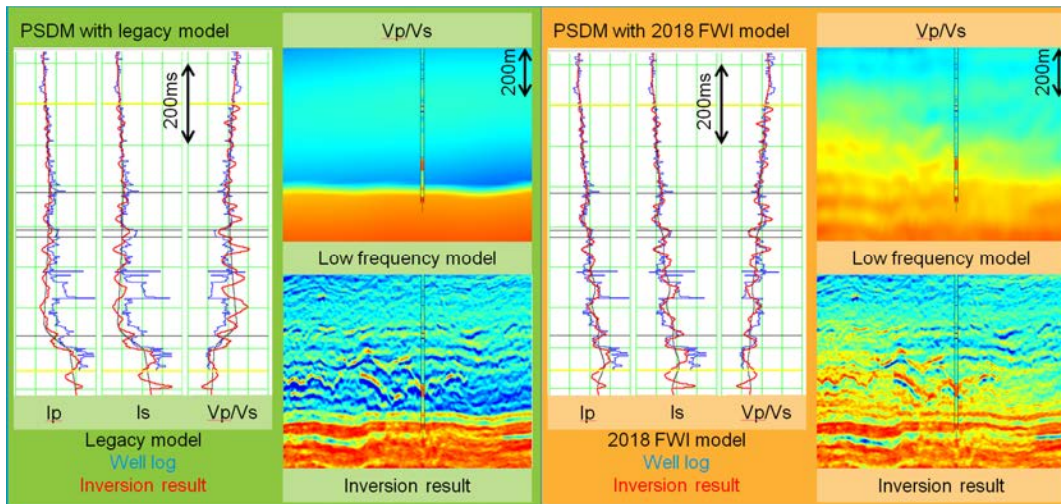 PSDM with legacy model
Vp/Vs
200ms
200m
Low frequency model
Ip
Is
Vp/Vs
Legacy model
Well log
Inversion result
Inversion result
PSDM with 2018 FWI model
Vp/Vs
200ms
200m
Low frequency model
Ip
Is
Vp/Vs
2018 FWI model
Well log
Inversion result
Inversion result